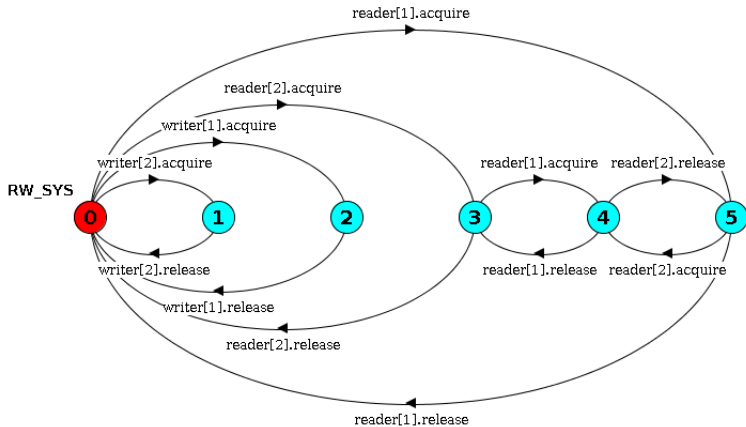 reader[1].acquire
reader[2].acquire
writer[1].acquire
writer[2].acquire
reader[1].acquire reader[2].release
RW_SYS
0 1 2 3 4 5
writer[2].release
reader[1].release reader[2].acquire
writer[1].release
reader[2].release
reader[1].release